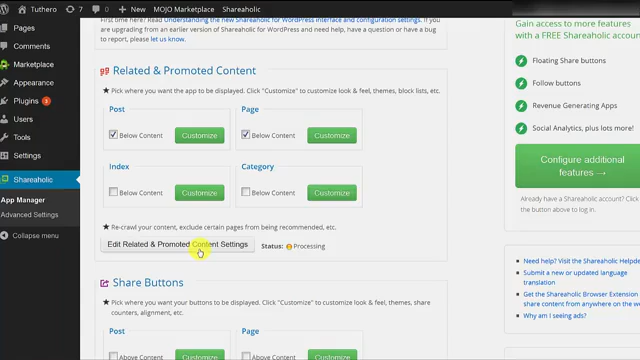 Tuthero 7 0 + New MOJO Marketplace Shareaholic
Pages
Comments
Marketplace
Appearance
Plugins 3
Users
Tools
Settings
Shareaholic
App Manager
Advanced Settings
Collapse menu
First time here? Read Understanding the new Shareaholic for WordPress interface and configuration settings. If you
are upgrading from an earlier version of Shareaholic for WordPress and need help, have a question or have a bug
to report, please let us know.
Related & Promoted Content
Pick where you want the app to be displayed. Click "Customize" to customize look & feel, themes, block lists, etc.
Post
Below Content Customize
Page
Below Content Customize
Index
Below Content Customize
Category
Below Content Customize
Re-crawl your content, exclude certain pages from being recommended, etc.
Edit Related & Promoted Content Settings Status: Processing
Share Buttons
Pick where you want your buttons to be displayed. Click "Customize" to customize look & feel, themes, share
counters, alignment, etc.
Post
Above Content Customize
Page
Above Content Customize
Gain access to more features
with a FREE Shareaholic account
Floating Share buttons
Follow buttons
Revenue Generating Apps
Social Analytics, plus lots more!
Configure additional
features →
Already have a Shareaholic account?
the button above to log in.
Need help? Visit the Shareaholic Helpde
Submit a new or updated language
translation
Get the Shareaholic Browser Extension
share content from anywhere on the we
Why am I seeing ads?